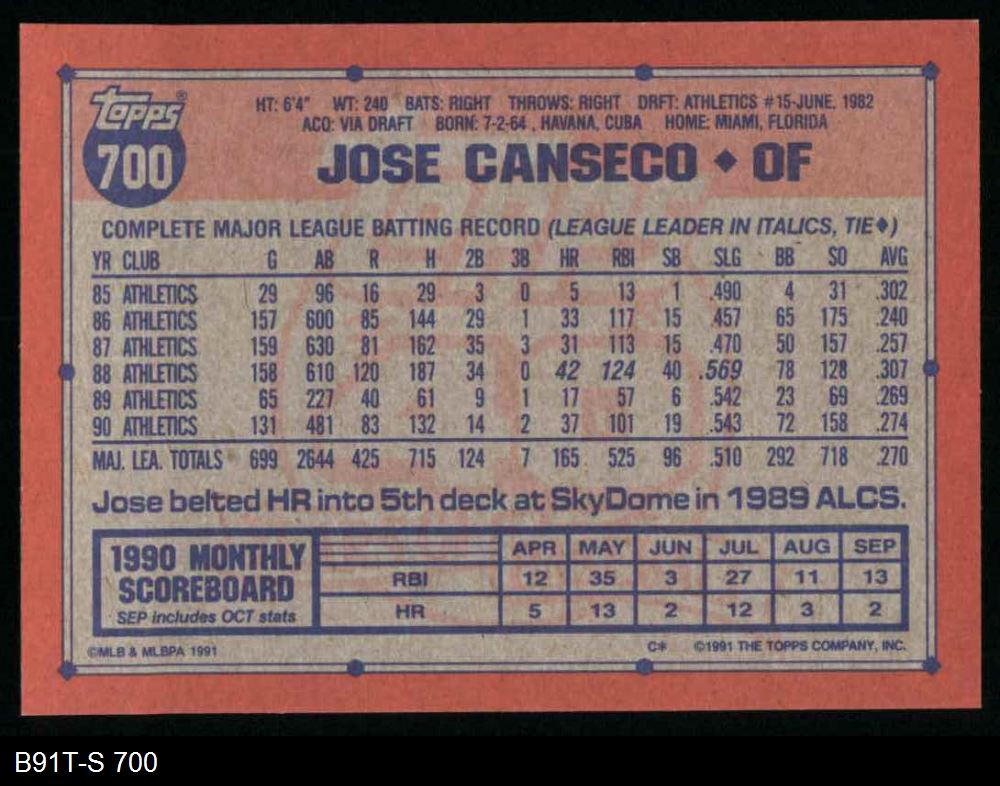 topps®
700
HT: 6'4" WT: 240 BATS: RIGHT THROWS: RIGHT DRFT: ATHLETICS #15-JUNE, 1982
ACQ: VIA DRAFT BORN: 7-2-64, HAVANA, CUBA HOME: MIAMI, FLORIDA
JOSE CANSECO ◆ OF
COMPLETE MAJOR LEAGUE BATTING RECORD (LEAGUE LEADER IN ITALICS, TIE◆)
YR CLUB G AB R H 2B 3B HR RBI SB SLG BB SO AVG
85 ATHLETICS 29 96 16 29 3 0 5 13 1 .490 4 31 .302
86 ATHLETICS 157 600 85 144 29 1 33 117 15 .457 65 175 .240
87 ATHLETICS 159 630 81 162 35 3 31 113 15 .470 50 157 .257
88 ATHLETICS 158 610 120 187 34 0 42 124 40 .569 78 128 .307
89 ATHLETICS 65 227 40 61 9 1 17 57 6 .542 23 69 .269
90 ATHLETICS 131 481 83 132 14 2 37 101 19 .543 72 158 .274
MAJ. LEA. TOTALS 699 2644 425 715 124 7 165 525 96 .510 292 718 .270
Jose belted HR into 5th deck at SkyDome in 1989 ALCS.
1990 MONTHLY SCOREBOARD
SEP includes OCT stats
APR MAY JUN JUL AUG SEP
RBI 12 35 3 27 11 13
HR 5 13 2 12 3 2
©MLB & MLBPA 1991 C* ©1991 THE TOPPS COMPANY, INC.
B91T-S 700